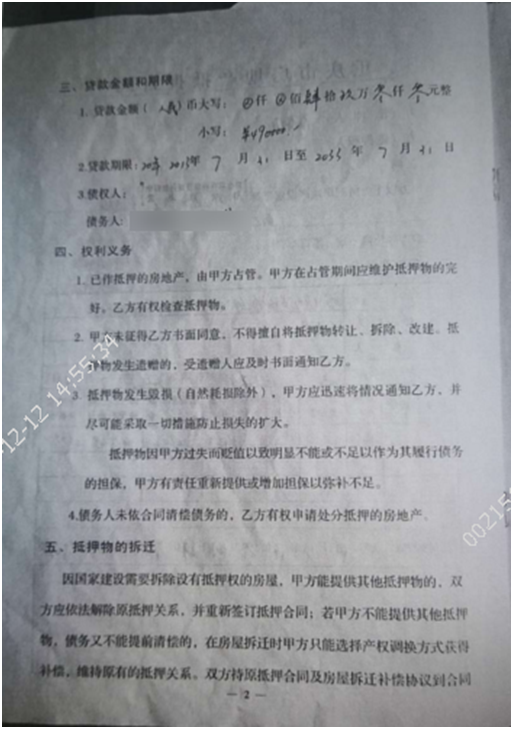 三、贷款金额和期限
1. 贷款金额（人民）币大写：⊗仟⊗佰肆拾玖万零仟零元整
小写：¥490000.-
2.贷款期限：20年 2015年 7 月 21 日至 2035 年 7 月 21 日
3.债权人：
债务人：
四、权利义务
1. 已作抵押的房地产，由甲方占管。甲方在占管期间应维护抵押物的完
好。乙方有权检查抵押物。
2. 甲方未征得乙方书面同意，不得擅自将抵押物转让、拆除、改建。抵
押物发生遗赠的，受遗赠人应及时书面通知乙方。
3. 抵押物发生毁损（自然耗损除外），甲方应迅速将情况通知乙方，并
尽可能采取一切措施防止损失的扩大。
抵押物因甲方过失而贬值以致明显不能或不足以作为其履行债务
的担保，甲方有责任重新提供或增加担保以弥补不足。
4.债务人未依合同清偿债务的，乙方有权申请处分抵押的房地产。
五、抵押物的拆迁
因国家建设需要拆除设有抵押权的房屋，甲方能提供其他抵押物的，双
方应依法解除原抵押关系，并重新签订抵押合同；若甲方不能提供其他抵押
物，债务又不能提前清偿的，在房屋拆迁时甲方只能选择产权调换方式获得
补偿，维持原有的抵押关系。双方持原抵押合同及房屋拆迁补偿协议到合同
— 2 —
12-12 14:55:34
00215